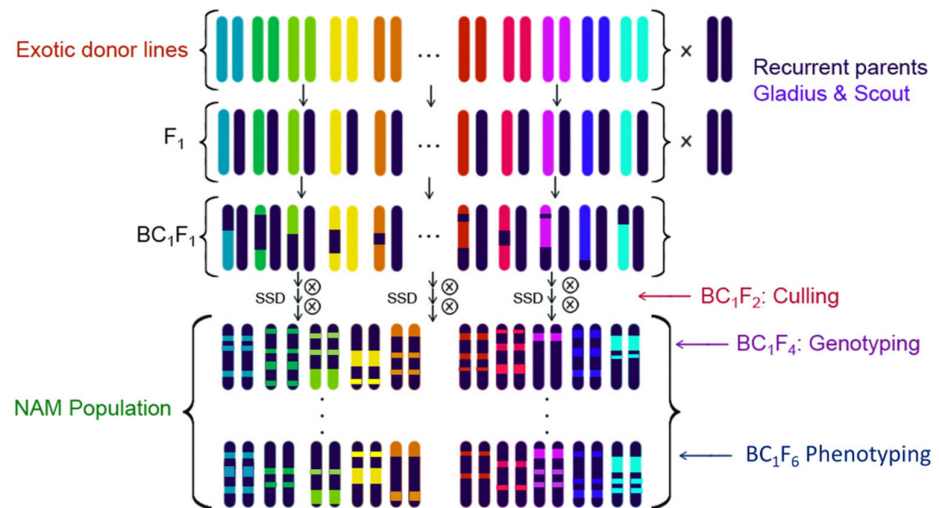 Exotic donor lines
...
×
Recurrent parents
Gladius & Scout
F₁
...
×
BC₁F₁
...
SSD
SSD
SSD
BC₁F₂: Culling
BC₁F₄: Genotyping
NAM Population
BC₁F₆ Phenotyping